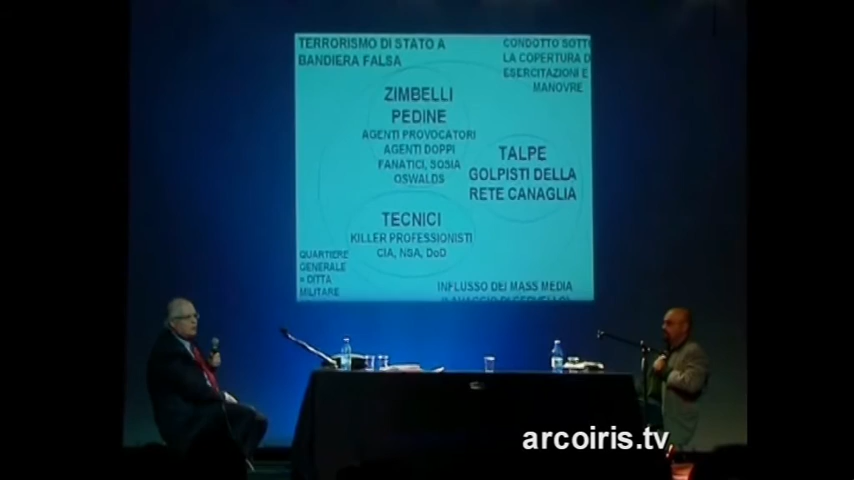 TERRORISMO DI STATO A
BANDIERA FALSA
CONDOTTO SOTTO
LA COPERTURA D
ESERCITAZIONI E
MANOVRE
ZIMBELLI
PEDINE
AGENTI PROVOCATORI
AGENTI DOPPI
FANATICI, SOSIA
OSWALDS
TALPE
GOLPISTI DELLA
RETE CANAGLIA
TECNICI
KILLER PROFESSIONISTI
CIA, NSA, DoD
QUARTIERE
GENERALE
= DITTA
MILITARE
INFLUSSO DEI MASS MEDIA
arcoiris.tv